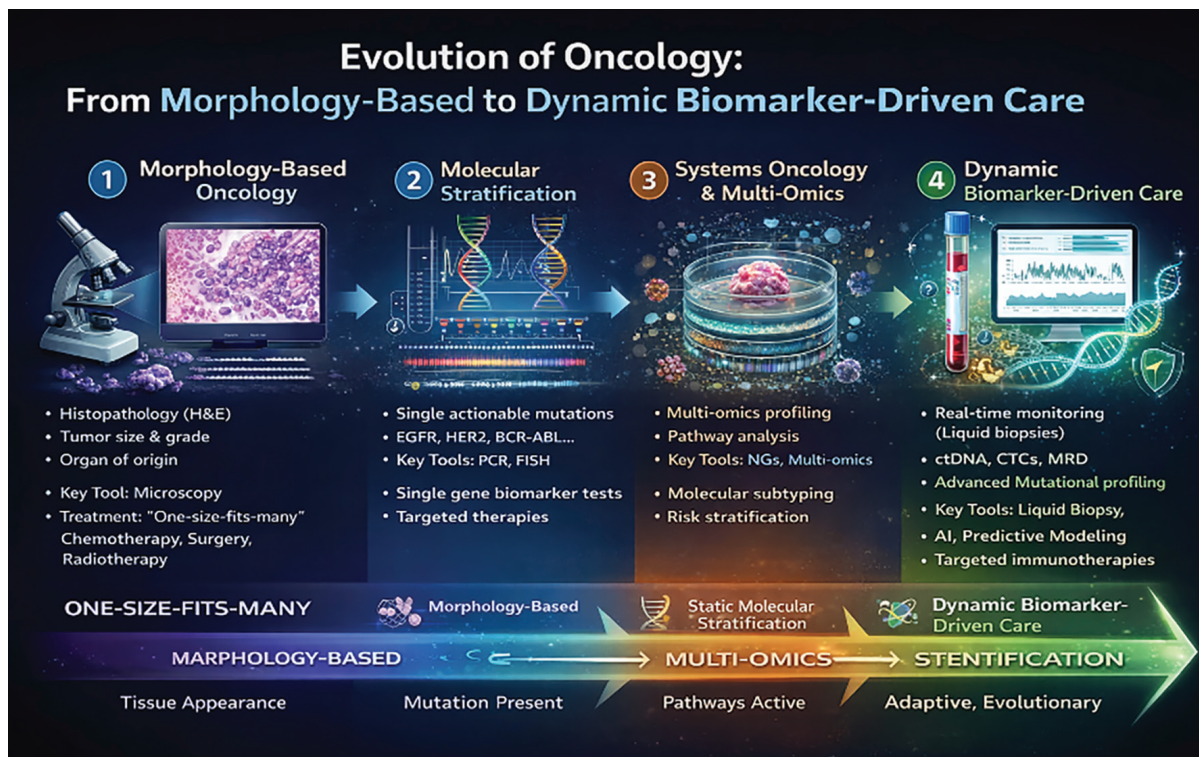 Evolution of Oncology:
From Morphology-Based to Dynamic Biomarker-Driven Care
1 Morphology-Based
Oncology
2 Molecular
Stratification
3 Systems Oncology
& Multi-Omics
4 Dynamic
Biomarker-Driven Care
• Histopathology (H&E)
• Tumor size & grade
• Organ of origin
• Key Tool: Microscopy
• Treatment: "One-size-fits-many"
Chemotherapy, Surgery,
Radiotherapy
• Single actionable mutations
• EGFR, HER2, BCR-ABL...
• Key Tools: PCR, FISH
• Single gene biomarker tests
• Targeted therapies
• Multi-omics profiling
• Pathway analysis
• Key Tools: NGs, Multi-omics
• Molecular subtyping
• Risk stratification
• Real-time monitoring
(Liquid biopsies)
• ctDNA, CTCs, MRD
• Advanced Mutational profiling
• Key Tools: Liquid Biopsy,
• AI, Predictive Modeling
• Targeted immunotherapies
ONE-SIZE-FITS-MANY
Morphology-Based
Static Molecular
Stratification
Dynamic Biomarker-
Driven Care
MARPHOLOGY-BASED
MULTI-OMICS
STENTIFICATION
Tissue Appearance
Mutation Present
Pathways Active
Adaptive, Evolutionary